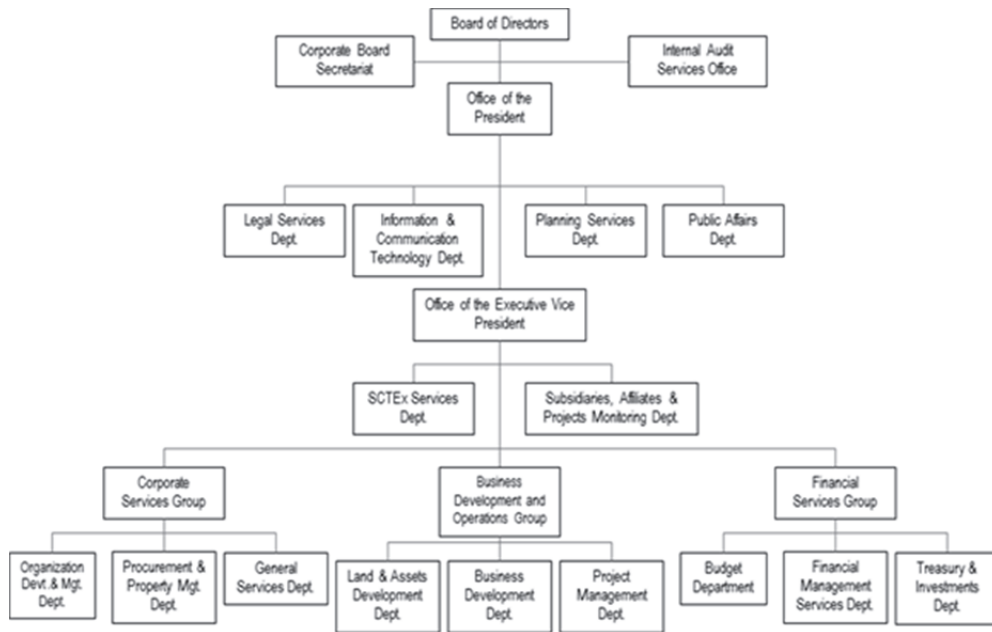 Board of Directors
Corporate Board
Secretariat
Internal Audit
Services Office
Office of the
President
Legal Services
Dept.
Information &
Communication
Technology Dept.
Planning Services
Dept.
Public Affairs
Dept.
Office of the Executive Vice
President
SCTEx Services
Dept.
Subsidiaries, Affiliates &
Projects Monitoring Dept.
Corporate
Services Group
Business
Development and
Operations Group
Financial
Services Group
Organization
Devt. & Mgt.
Dept.
Procurement &
Property Mgt.
Dept.
General
Services Dept.
Land & Assets
Development
Dept.
Business
Development
Dept.
Project
Management
Dept.
Budget
Department
Financial
Management
Services Dept.
Treasury &
Investments
Dept.